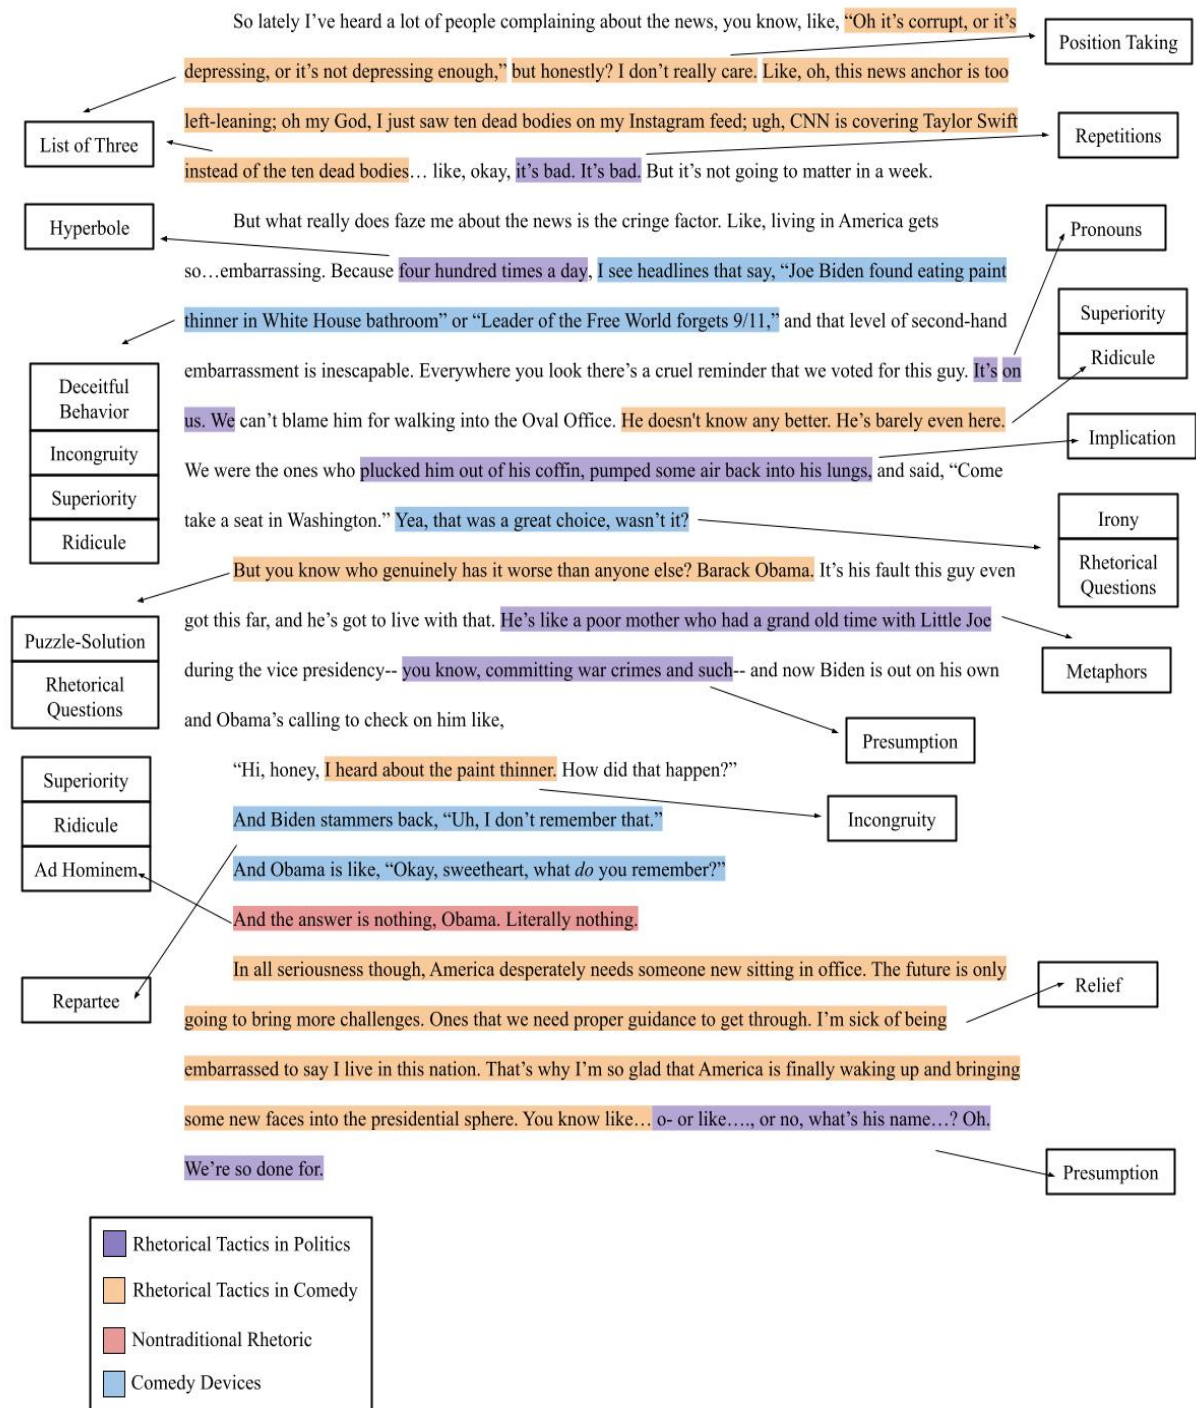 So lately I've heard a lot of people complaining about the news, you know, like, “Oh it's corrupt, or it's
Position Taking
depressing, or it's not depressing enough,” but honestly? I don't really care. Like, oh, this news anchor is too
left-leaning; oh my God, I just saw ten dead bodies on my Instagram feed; ugh, CNN is covering Taylor Swift
List of Three
Repetitions
instead of the ten dead bodies… like, okay, it's bad. It's bad. But it's not going to matter in a week.
Hyperbole
But what really does faze me about the news is the cringe factor. Like, living in America gets
Pronouns
so…embarrassing. Because four hundred times a day, I see headlines that say, “Joe Biden found eating paint
thinner in White House bathroom” or “Leader of the Free World forgets 9/11,” and that level of second-hand
Superiority
Ridicule
embarrassment is inescapable. Everywhere you look there's a cruel reminder that we voted for this guy. It's on
Deceitful
Behavior
Incongruity
Superiority
Ridicule
us. We can't blame him for walking into the Oval Office. He doesn't know any better. He's barely even here.
Implication
We were the ones who plucked him out of his coffin, pumped some air back into his lungs, and said, “Come
take a seat in Washington.” Yea, that was a great choice, wasn't it?
Irony
Rhetorical
Questions
But you know who genuinely has it worse than anyone else? Barack Obama. It's his fault this guy even
got this far, and he's got to live with that. He's like a poor mother who had a grand old time with Little Joe
Puzzle-Solution
Rhetorical
Questions
Metaphors
during the vice presidency-- you know, committing war crimes and such-- and now Biden is out on his own
and Obama's calling to check on him like,
Presumption
“Hi, honey, I heard about the paint thinner. How did that happen?”
Superiority
Ridicule
Ad Hominem
Incongruity
And Biden stammers back, “Uh, I don't remember that.”
And Obama is like, “Okay, sweetheart, what do you remember?”
And the answer is nothing, Obama. Literally nothing.
In all seriousness though, America desperately needs someone new sitting in office. The future is only
Repartee
Relief
going to bring more challenges. Ones that we need proper guidance to get through. I'm sick of being
embarrassed to say I live in this nation. That's why I'm so glad that America is finally waking up and bringing
some new faces into the presidential sphere. You know like… o- or like…., or no, what's his name…? Oh.
We're so done for.
Presumption
Rhetorical Tactics in Politics
Rhetorical Tactics in Comedy
Nontraditional Rhetoric
Comedy Devices